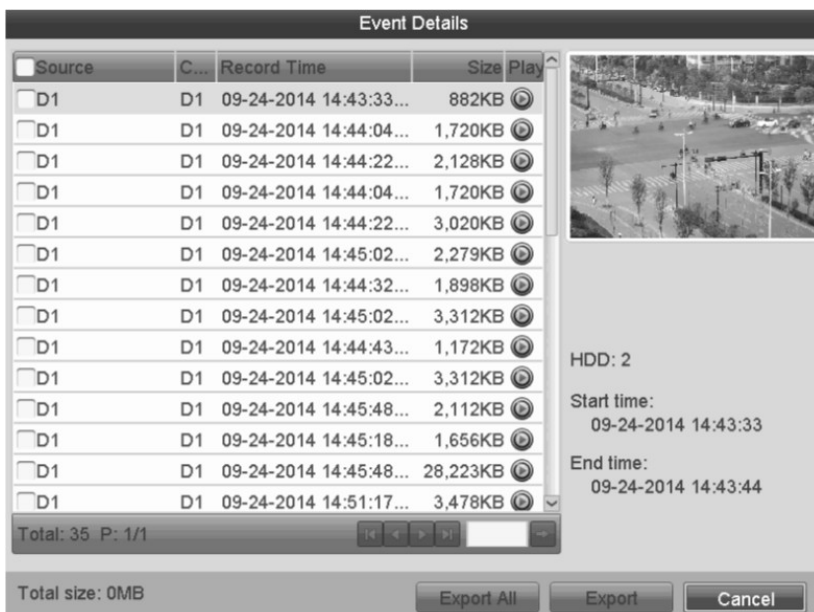 Event Details
Source C... Record Time Size Play
D1 D1 09-24-2014 14:43:33... 882KB
D1 D1 09-24-2014 14:44:04... 1,720KB
D1 D1 09-24-2014 14:44:22... 2,128KB
D1 D1 09-24-2014 14:44:04... 1,720KB
D1 D1 09-24-2014 14:44:22... 3,020KB
D1 D1 09-24-2014 14:45:02... 2,279KB
D1 D1 09-24-2014 14:44:32... 1,898KB
D1 D1 09-24-2014 14:45:02... 3,312KB
D1 D1 09-24-2014 14:44:43... 1,172KB
D1 D1 09-24-2014 14:45:02... 3,312KB
D1 D1 09-24-2014 14:45:48... 2,112KB
D1 D1 09-24-2014 14:45:18... 1,656KB
D1 D1 09-24-2014 14:45:48... 28,223KB
D1 D1 09-24-2014 14:51:17... 3,478KB
Total: 35 P: 1/1
HDD: 2
Start time:
09-24-2014 14:43:33
End time:
09-24-2014 14:43:44
Total size: 0MB
Export All Export Cancel